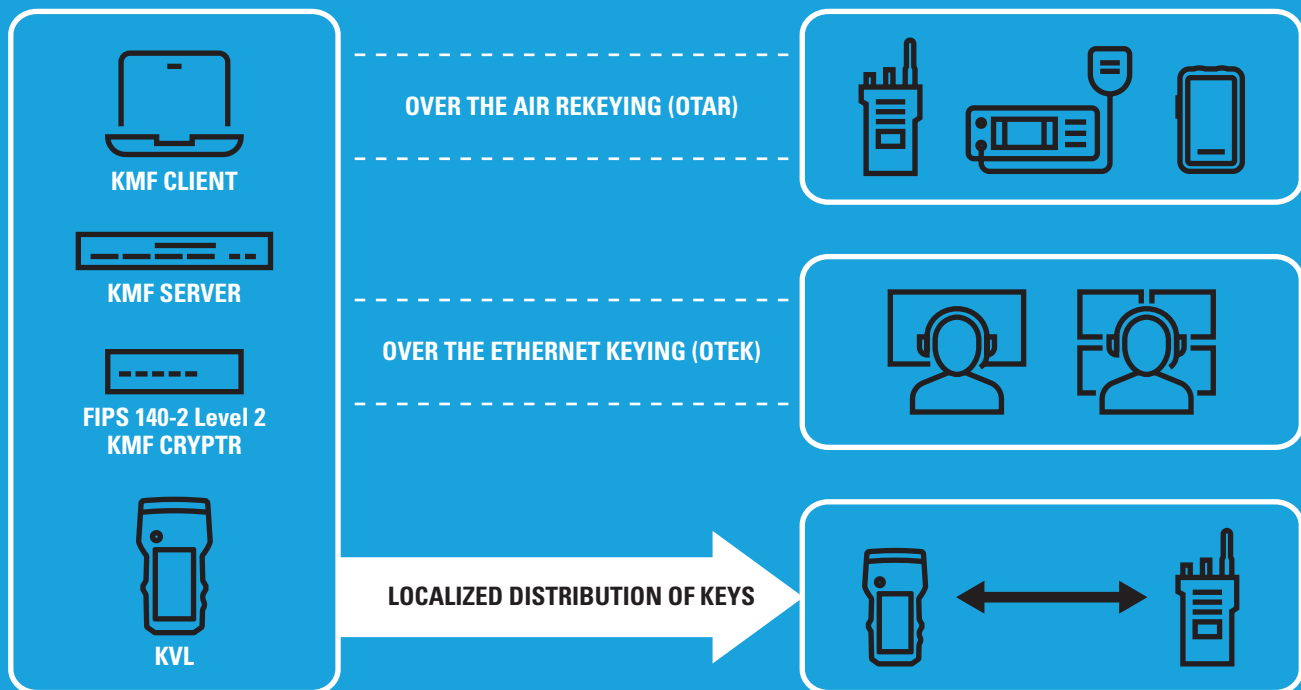 KMF CLIENT
KMF SERVER
FIPS 140-2 Level 2
KMF CRYPTR
KVL
OVER THE AIR REKEYING (OTAR)
OVER THE ETHERNET KEYING (OTEK)
LOCALIZED DISTRIBUTION OF KEYS